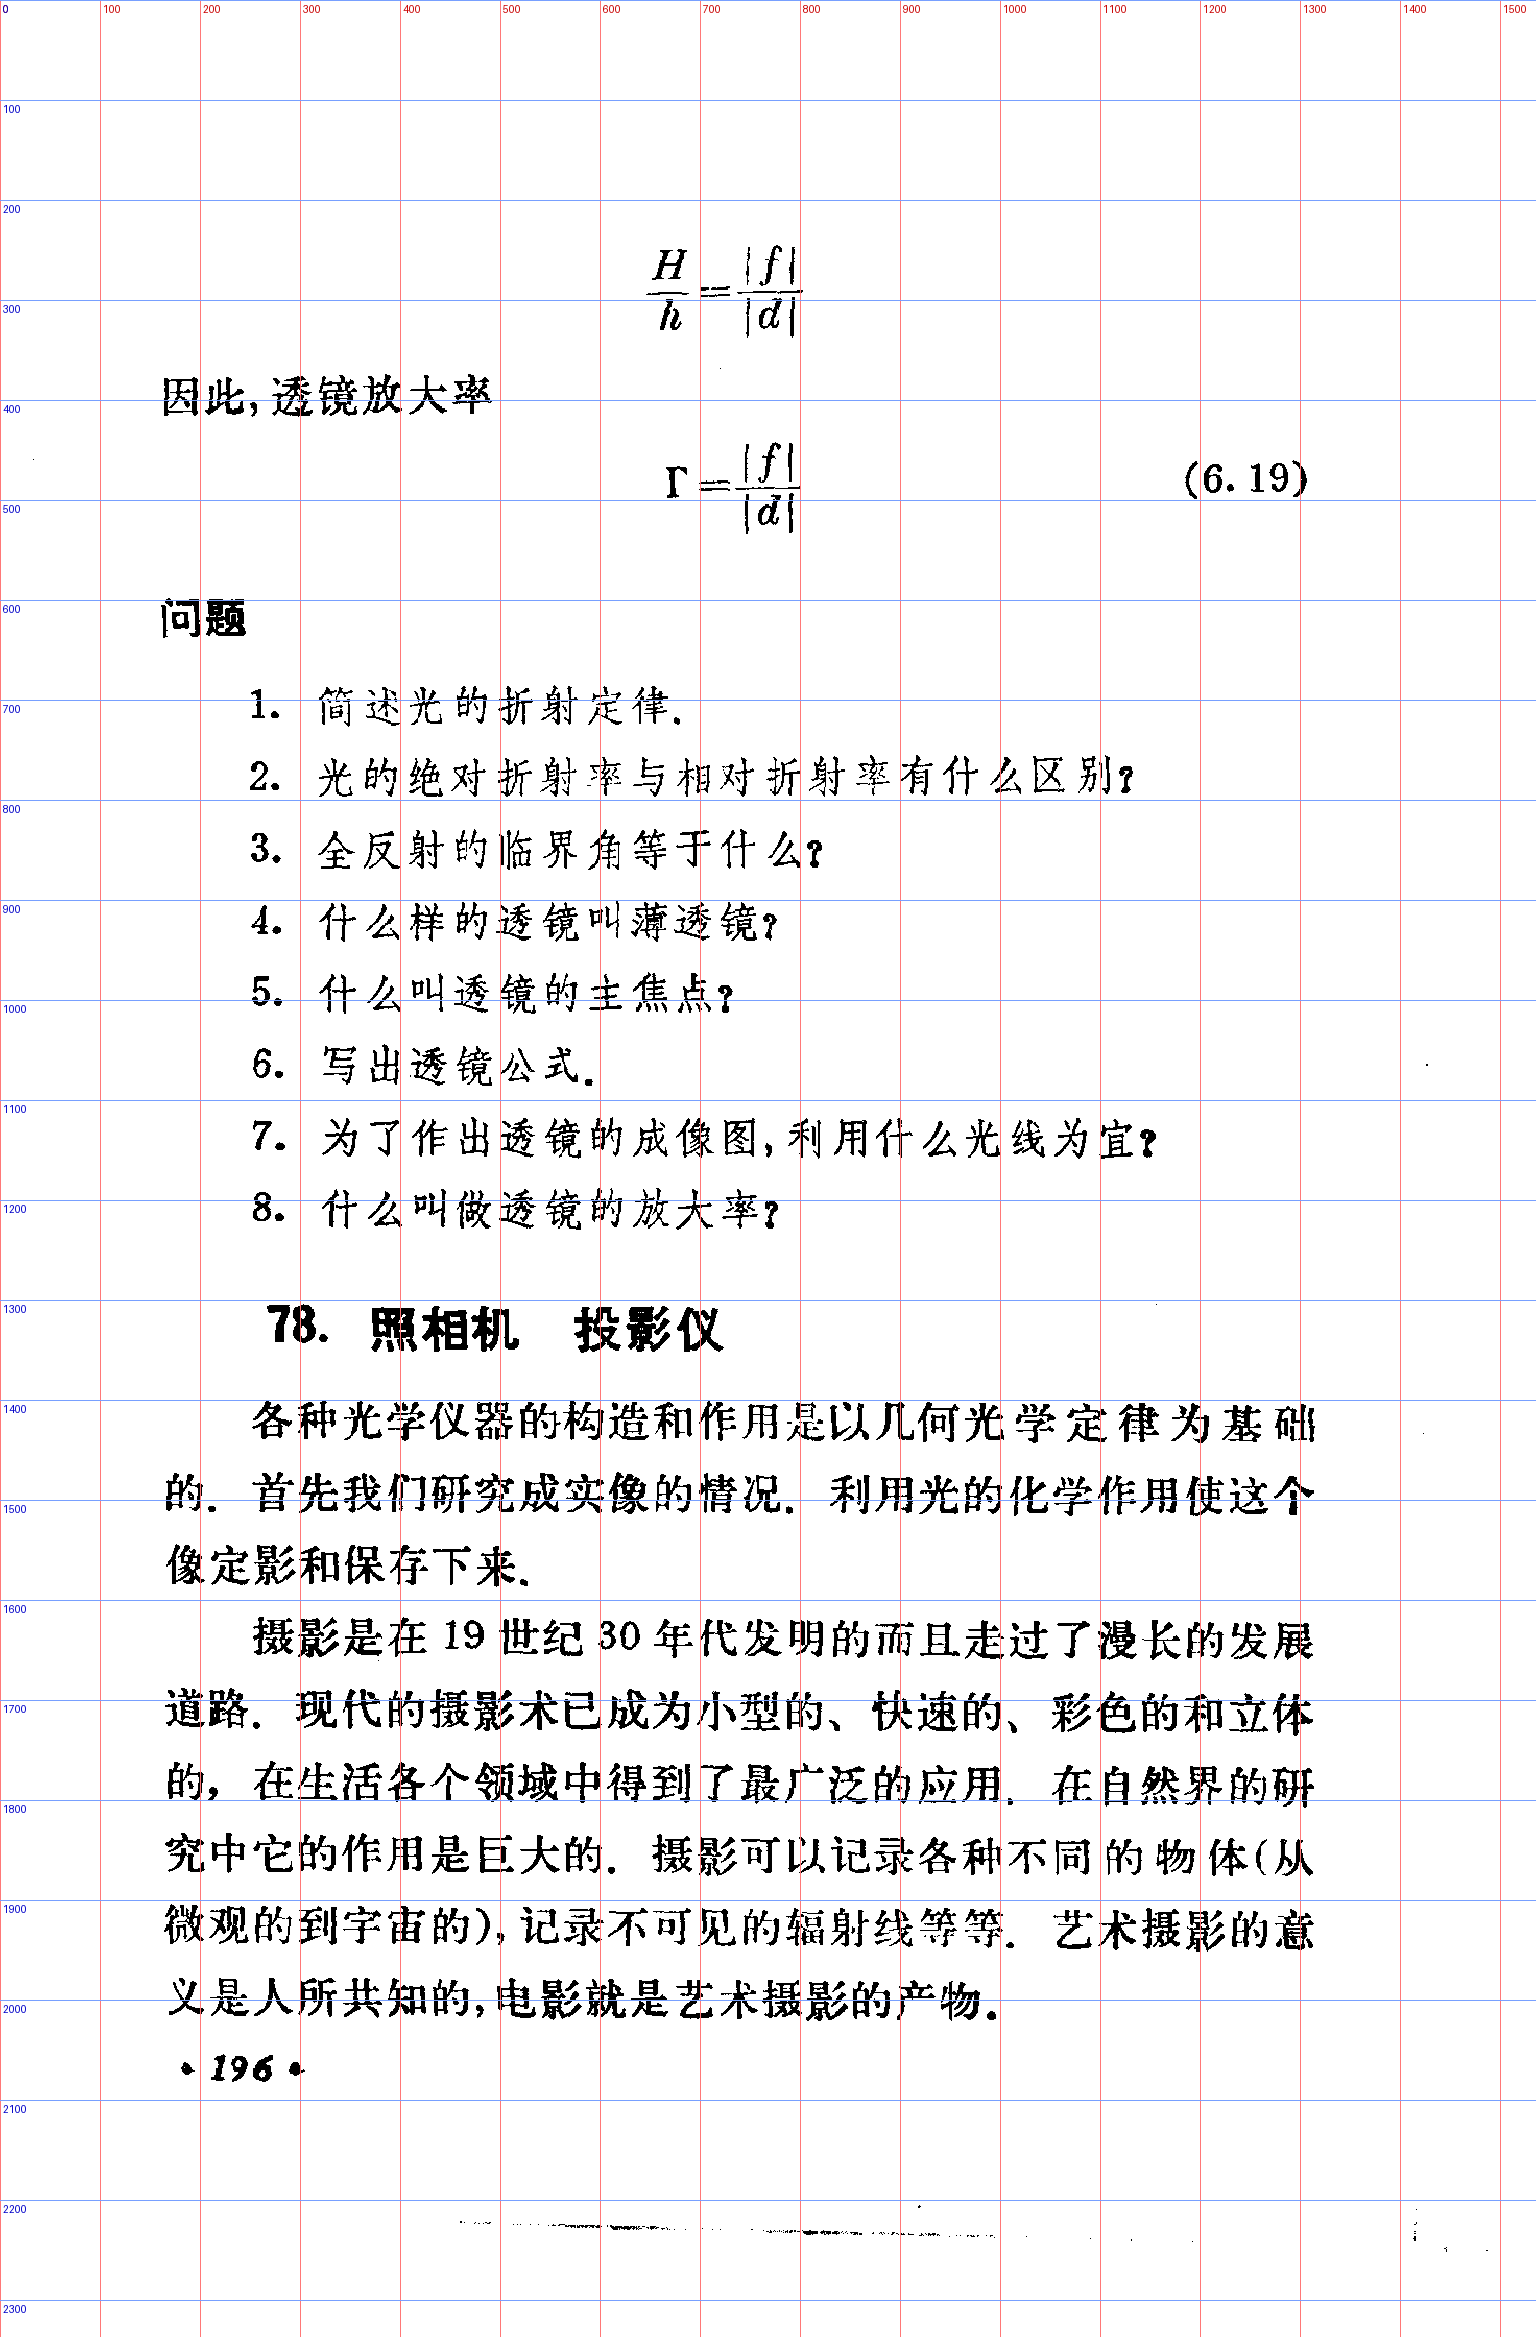 H/h=|f|/|d|
因此,透镜放大率
Γ=|f|/|d| (6.19)
问题
1. 简述光的折射定律.
2. 光的绝对折射率与相对折射率有什么区别?
3. 全反射的临界角等于什么?
4. 什么样的透镜叫薄透镜?
5. 什么叫透镜的主焦点?
6. 写出透镜公式.
7. 为了作出透镜的成像图,利用什么光线为宜?
8. 什么叫做透镜的放大率?
78. 照相机 投影仪
各种光学仪器的构造和作用是以几何光学定律为基础
的. 首先我们研究成实像的情况. 利用光的化学作用使这个
像定影和保存下来.
摄影是在 19 世纪 30 年代发明的而且走过了漫长的发展
道路. 现代的摄影术已成为小型的、快速的、彩色的和立体
的, 在生活各个领域中得到了最广泛的应用. 在自然界的研
究中它的作用是巨大的. 摄影可以记录各种不同的物体(从
微观的到宇宙的),记录不可见的辐射线等等. 艺术摄影的意
义是人所共知的,电影就是艺术摄影的产物.
• 196 •